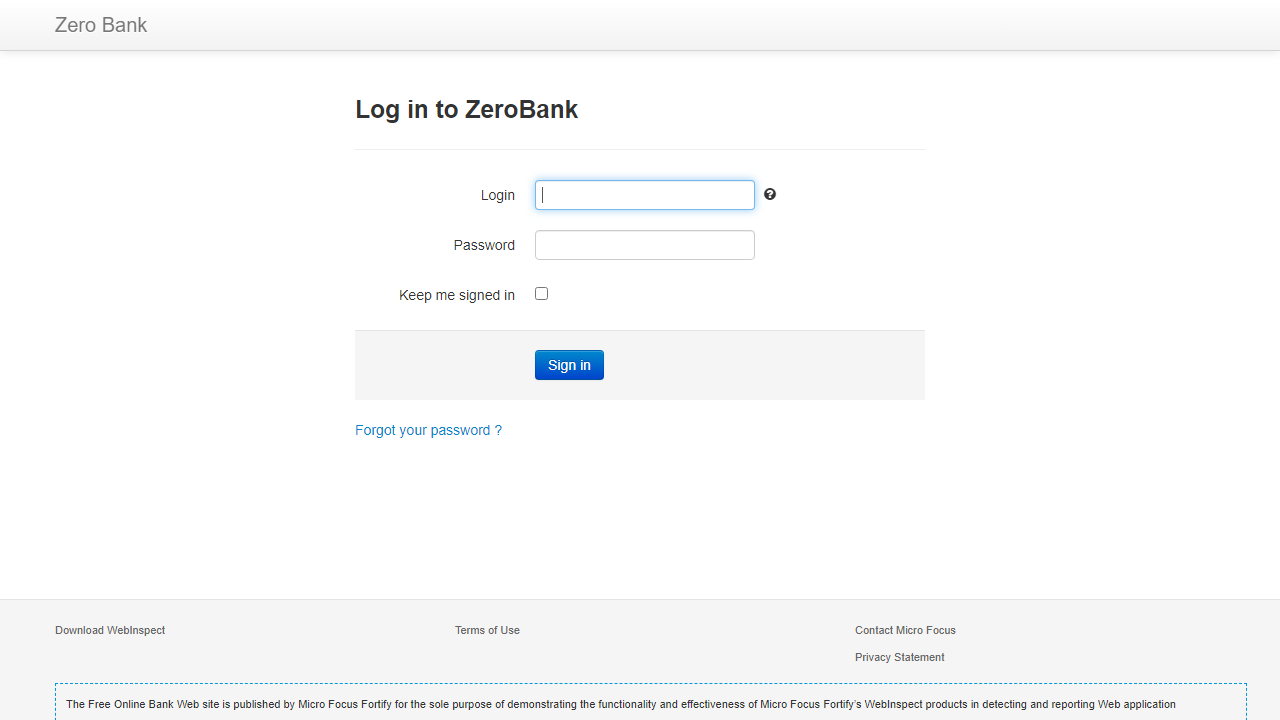 Zero Bank
Log in to ZeroBank
Login
Password
Keep me signed in
Sign in
Forgot your password ?
Download WebInspect
Terms of Use
Contact Micro Focus
Privacy Statement
The Free Online Bank Web site is published by Micro Focus Fortify for the sole purpose of demonstrating the functionality and effectiveness of Micro Focus Fortify's WebInspect products in detecting and reporting Web application